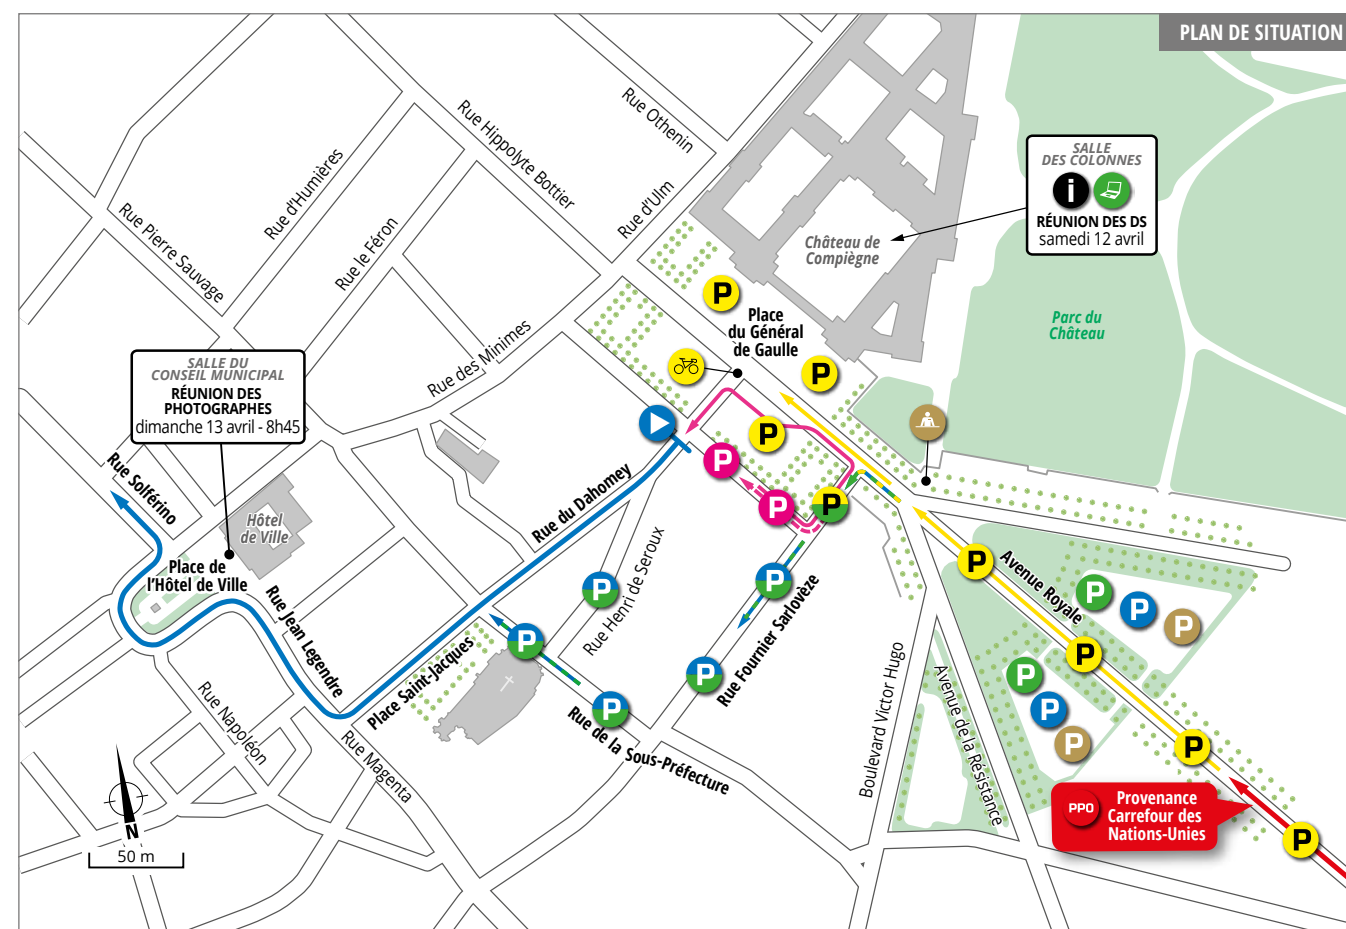 PLAN DE SITUATION
Rue Othenin
Rue Hippolyte Bottier
SALLE
DES COLONNES
i
RÉUNION DES DS
samedi 12 avril
Rue d'Humières
Rue d'Ulm
Rue Pierre Sauvage
Rue le Féron
Château de
Compiègne
P
Place
du Général
de Gaulle
Parc du
Château
Rue des Minimes
SALLE DU
CONSEIL MUNICIPAL
RÉUNION DES
PHOTOGRAPHES
dimanche 13 avril - 8h45
P
P
P
P
P
Rue Solférino
Rue du Dahomey
Hôtel
de Ville
Place de
l'Hôtel de Ville
Rue Jean Legendre
Rue Henri de Seroux
P
P
P
Rue Fournier Sarlovèze
P
P
P
P
Avenue Royale
P
P
P
P
P
P
P
P
Boulevard Victor Hugo
Avenue de la Résistance
Place Saint-Jacques
Rue de la Sous-Préfecture
Rue Napoléon
Rue Magenta
P
PPO
Provenance
Carrefour des
Nations-Unies
P
N
50 m